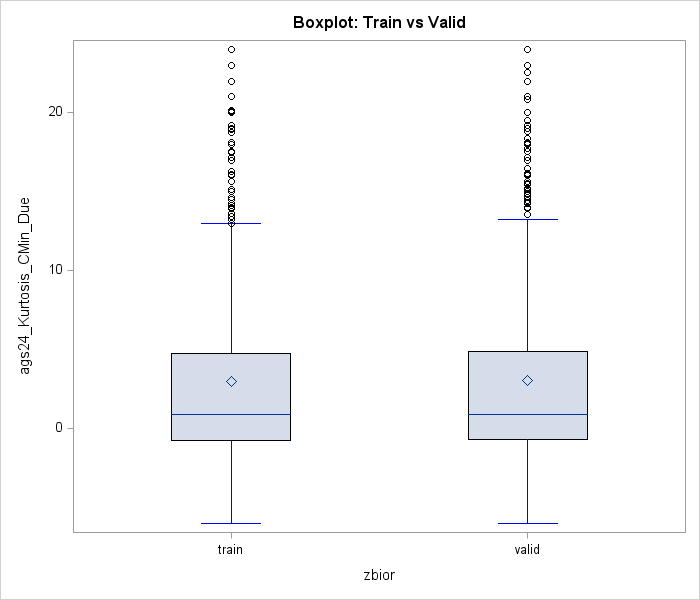 Boxplot: Train vs Valid
20
10
0
ags24_Kurtosis_CMin_Due
train
valid
zbior